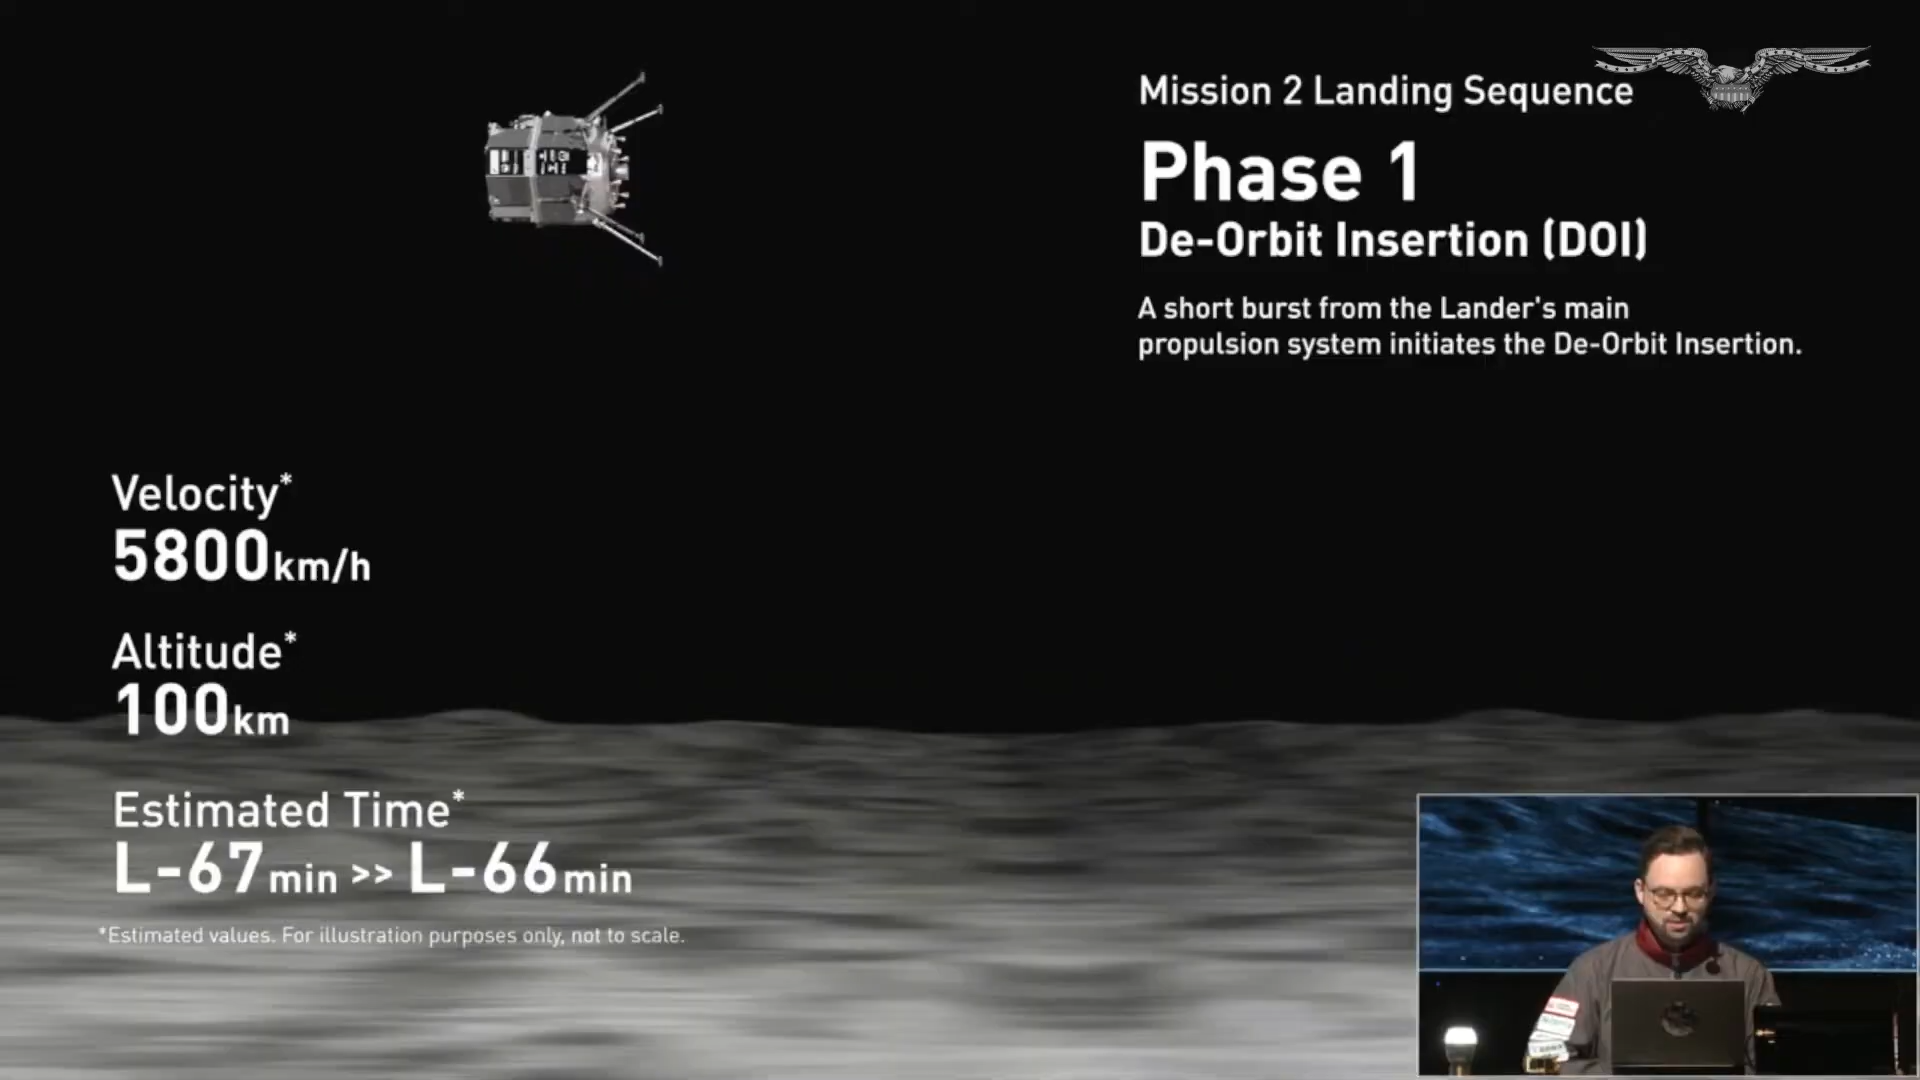 Mission 2 Landing Sequence
Phase 1
De-Orbit Insertion (DOI)
A short burst from the Lander's main
propulsion system initiates the De-Orbit Insertion.
Velocity*
5800km/h
Altitude*
100km
Estimated Time*
L-67min >> L-66min
*Estimated values. For illustration purposes only, not to scale.